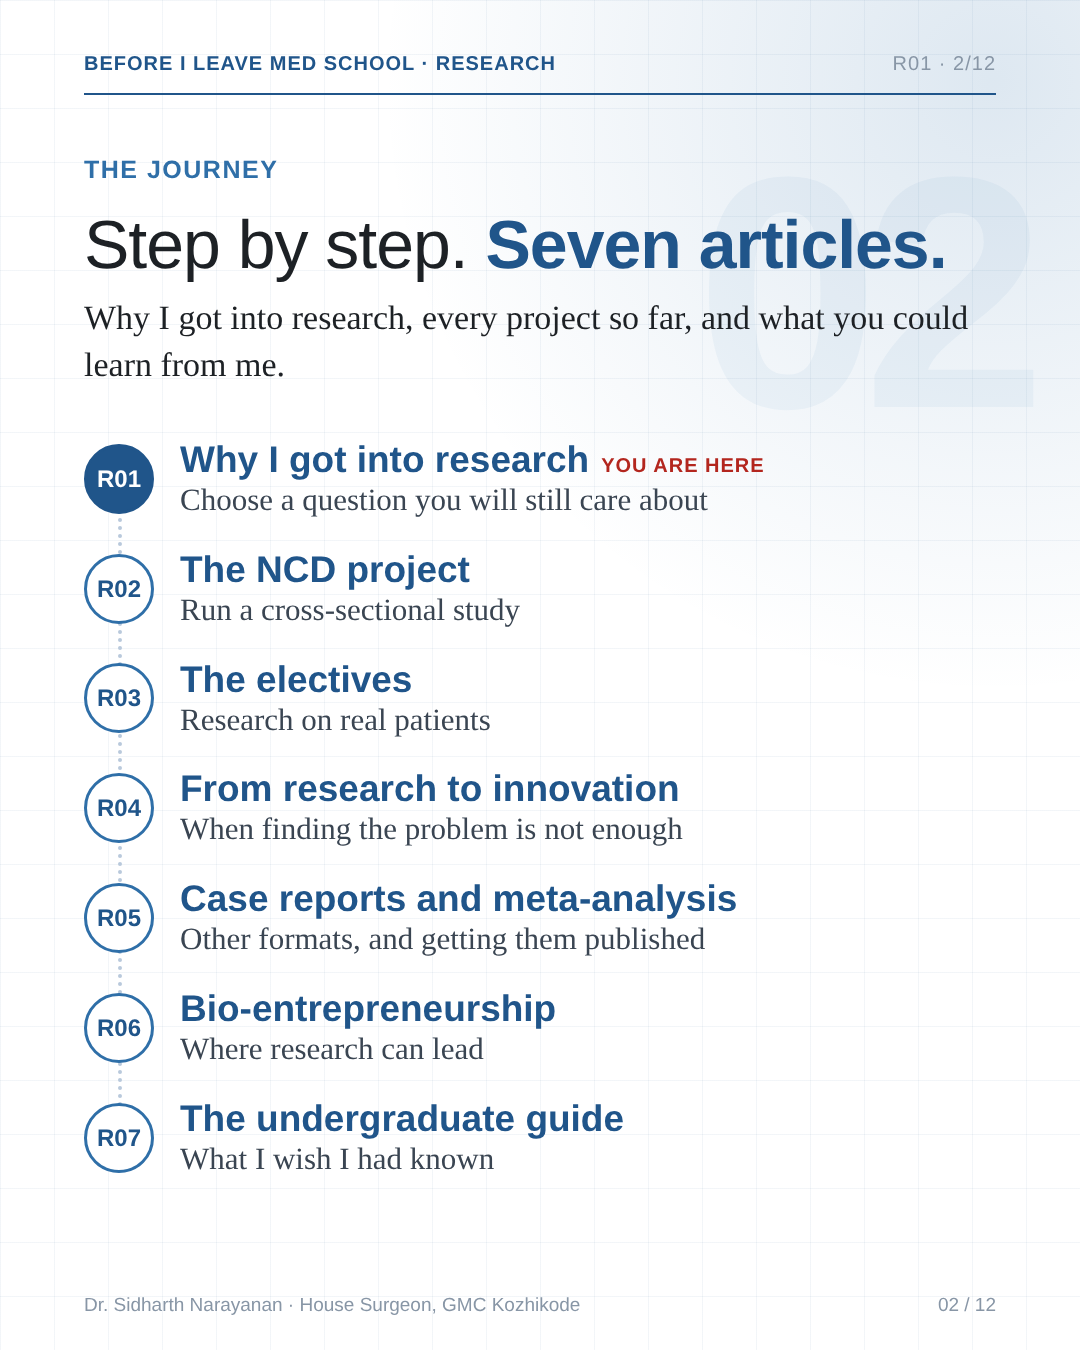 BEFORE I LEAVE MED SCHOOL · RESEARCH
R01 · 2/12
THE JOURNEY
02
Step by step. Seven articles.
Why I got into research, every project so far, and what you could
learn from me.
R01
Why I got into research YOU ARE HERE
Choose a question you will still care about
R02
The NCD project
Run a cross-sectional study
R03
The electives
Research on real patients
R04
From research to innovation
When finding the problem is not enough
R05
Case reports and meta-analysis
Other formats, and getting them published
R06
Bio-entrepreneurship
Where research can lead
R07
The undergraduate guide
What I wish I had known
Dr. Sidharth Narayanan · House Surgeon, GMC Kozhikode
02 / 12